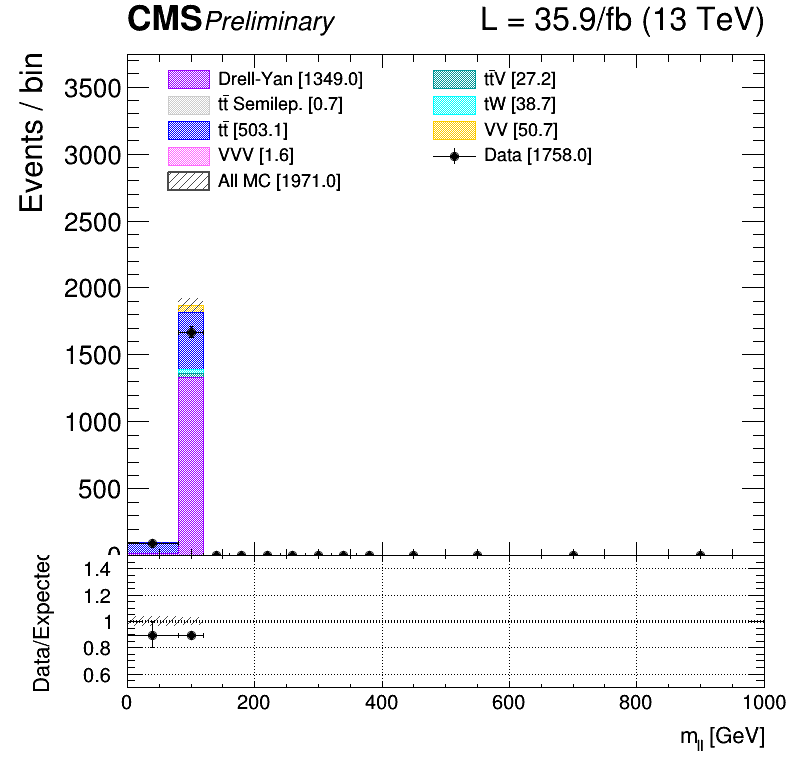 CMS Preliminary L = 35.9/fb (13 TeV)
Events / bin
3500
3000
2500
2000
1500
1000
500
0
Drell-Yan [1349.0]
tt̄ Semilep. [0.7]
tt̄ [503.1]
VVV [1.6]
All MC [1971.0]
tt̄V [27.2]
tW [38.7]
VV [50.7]
Data [1758.0]
Data/Expected
1.4
1.2
1
0.8
0.6
0 200 400 600 800 1000
m_ll [GeV]